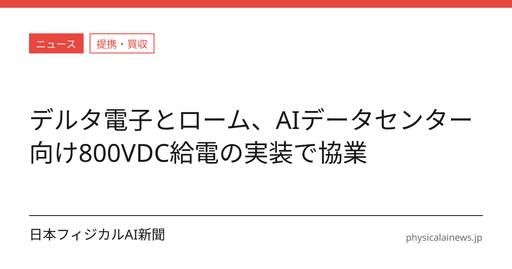 ニュース 提携・買収
デルタ電子とローム、AIデータセンター
向け800VDC給電の実装で協業
日本フィジカルAI新聞 physicalainews.jp